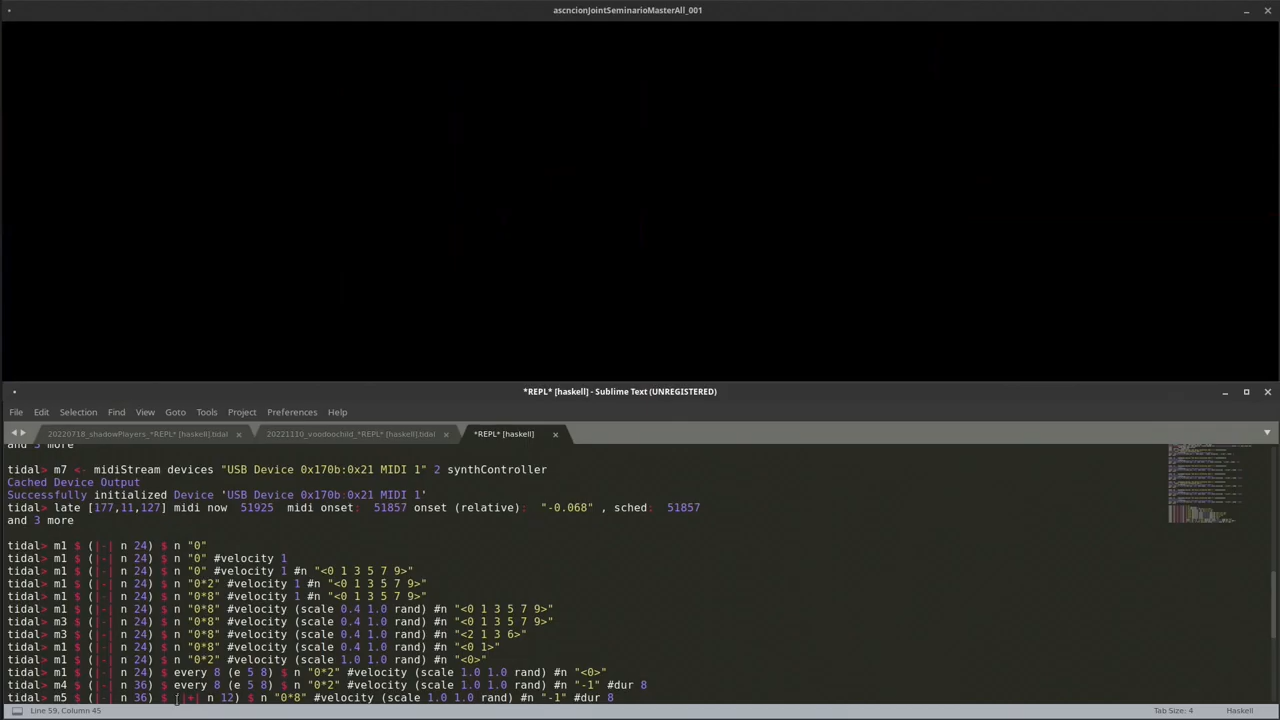 ascncionJointSeminarioMasterAll_001
*REPL* [haskell] - Sublime Text (UNREGISTERED)
File Edit Selection Find View Goto Tools Project Preferences Help
20220718_shadowPlayers_*REPL* [haskell].tidal 20221110_voodoochild_*REPL* [haskell].tidal *REPL* [haskell]
and 3 more
tidal> m7 <- midiStream devices "USB Device 0x170b:0x21 MIDI 1" 2 synthController
Cached Device Output
Successfully initialized Device 'USB Device 0x170b:0x21 MIDI 1'
tidal> late [177,11,127] midi now  51925  midi onset:  51857 onset (relative):  "-0.068" , sched:  51857
and 3 more
tidal> m1 $ (|-| n 24) $ n "0"
tidal> m1 $ (|-| n 24) $ n "0" #velocity 1
tidal> m1 $ (|-| n 24) $ n "0" #velocity 1 #n "<0 1 3 5 7 9>"
tidal> m1 $ (|-| n 24) $ n "0*2" #velocity 1 #n "<0 1 3 5 7 9>"
tidal> m1 $ (|-| n 24) $ n "0*8" #velocity 1 #n "<0 1 3 5 7 9>"
tidal> m1 $ (|-| n 24) $ n "0*8" #velocity (scale 0.4 1.0 rand) #n "<0 1 3 5 7 9>"
tidal> m3 $ (|-| n 24) $ n "0*8" #velocity (scale 0.4 1.0 rand) #n "<0 1 3 5 7 9>"
tidal> m3 $ (|-| n 24) $ n "0*8" #velocity (scale 0.4 1.0 rand) #n "<2 1 3 6>"
tidal> m1 $ (|-| n 24) $ n "0*8" #velocity (scale 0.4 1.0 rand) #n "<0 1>"
tidal> m1 $ (|-| n 24) $ n "0*2" #velocity (scale 1.0 1.0 rand) #n "<0>"
tidal> m1 $ (|-| n 24) $ every 8 (e 5 8) $ n "0*2" #velocity (scale 1.0 1.0 rand) #n "<0>"
tidal> m4 $ (|-| n 36) $ every 8 (e 5 8) $ n "0*2" #velocity (scale 1.0 1.0 rand) #n "-1" #dur 8
tidal> m5 $ (|-| n 36) $ (|+| n 12) $ n "0*8" #velocity (scale 1.0 1.0 rand) #n "-1" #dur 8
Line 59, Column 45 Tab Size: 4 Haskell